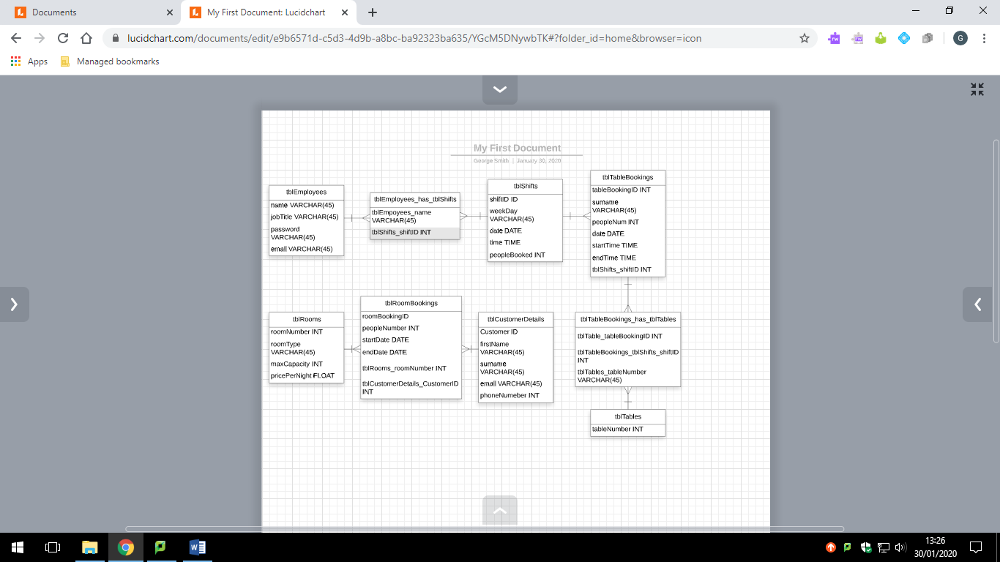 Documents
My First Document: Lucidchart
lucidchart.com/documents/edit/e9b6571d-c5d3-4d9b-a8bc-ba92323ba635/YGcM5DNywbTK#?folder_id=home&browser=icon
G
Apps
Managed bookmarks
My First Document
George Smith | January 30, 2020
tblEmployees
name VARCHAR(45)
jobTitle VARCHAR(45)
password
VARCHAR(45)
email VARCHAR(45)
tblEmployees_has_tblShifts
tblEmpoyees_name
VARCHAR(45)
tblShifts_shiftID INT
tblShifts
shiftID ID
weekDay
VARCHAR(45)
date DATE
time TIME
peopleBooked INT
tblTableBookings
tableBookingID INT
surname
VARCHAR(45)
peopleNum INT
date DATE
startTime TIME
endTime TIME
tblShifts_shiftID INT
tblRooms
roomNumber INT
roomType
VARCHAR(45)
maxCapacity INT
pricePerNight FLOAT
tblRoomBookings
roomBookingID
peopleNumber INT
startDate DATE
endDate DATE
tblRooms_roomNumber INT
tblCustomerDetails_CustomerID
INT
tblCustomerDetails
Customer ID
firstName
VARCHAR(45)
surname
VARCHAR(45)
email VARCHAR(45)
phoneNumeber INT
tblTableBookings_has_tblTables
tblTable_tableBookingID INT
tblTableBookings_tblShifts_shiftID
INT
tblTables_tableNumber
VARCHAR(45)
tblTables
tableNumber INT
13:26
30/01/2020